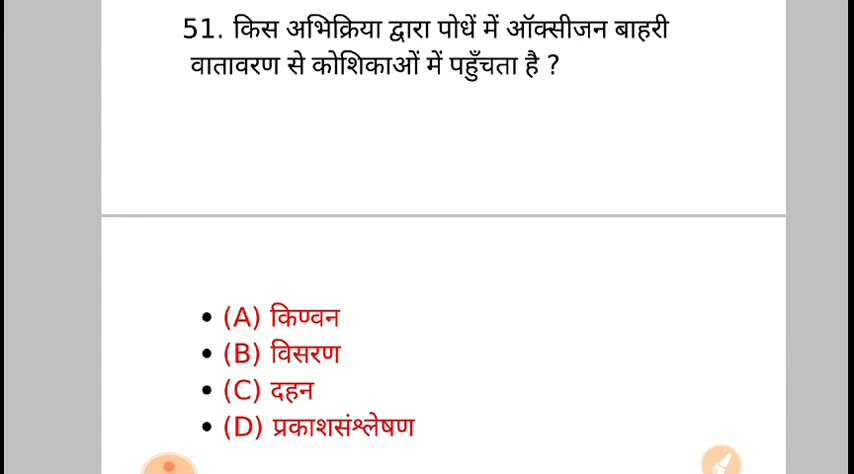 51. किस अभिक्रिया द्वारा पोधें में ऑक्सीजन बाहरी
वातावरण से कोशिकाओं में पहुँचता है ?
• (A) किण्वन
• (B) विसरण
• (C) दहन
• (D) प्रकाशसंश्लेषण